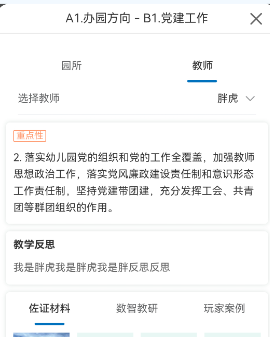 A1.办园方向 - B1.党建工作
园所 教师
选择教师 胖虎
重点性
2. 落实幼儿园党的组织和党的工作全覆盖，加强教师
思想政治工作，落实党风廉政建设责任制和意识形态
工作责任制，坚持党建带团建，充分发挥工会、共青
团等群团组织的作用。
教学反思
我是胖虎我是胖虎我是胖反思反思
佐证材料 数智教研 玩家案例